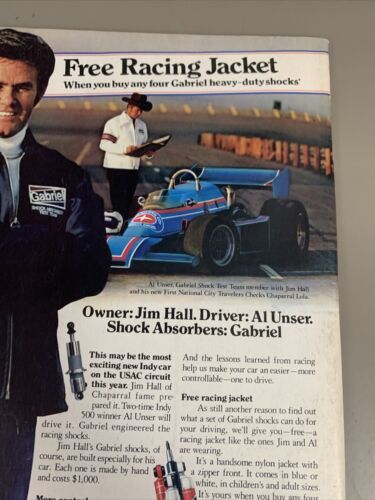 Free Racing Jacket
When you buy any four Gabriel heavy-duty shocks*
Gabriel
SHOCK ABSORBER
TEST TEAM
Al Unser, Gabriel Shock Test Team member with Jim Hall
and his new First National City Travelers Checks Chaparral Lola.
Owner: Jim Hall. Driver: Al Unser.
Shock Absorbers: Gabriel
This may be the most
exciting new Indy car
on the USAC circuit
this year. Jim Hall of
Chaparral fame pre-
pared it. Two-time Indy
500 winner Al Unser will
drive it. Gabriel engineered the
racing shocks.
Jim Hall's Gabriel shocks, of
course, are built especially for his
car. Each one is made by hand
and costs $1,000.
More control
And the lessons learned from racing
help us make your car an easier—more
controllable—one to drive.
Free racing jacket
As still another reason to find out
what a set of Gabriel shocks can do for
your driving, we'll give you—free—a
racing jacket like the ones Jim and Al
are wearing.
It's a handsome nylon jacket with
a zipper front. It comes in blue or
white, in children's and adult sizes.
It's yours when you buy any four